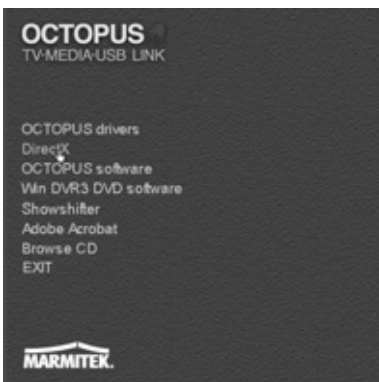 OCTOPUS
TV-MEDIA-USB LINK
OCTOPUS drivers
DirectX
OCTOPUS software
Win DVR3 DVD software
Showshifter
Adobe Acrobat
Browse CD
EXIT
MARMITEK.